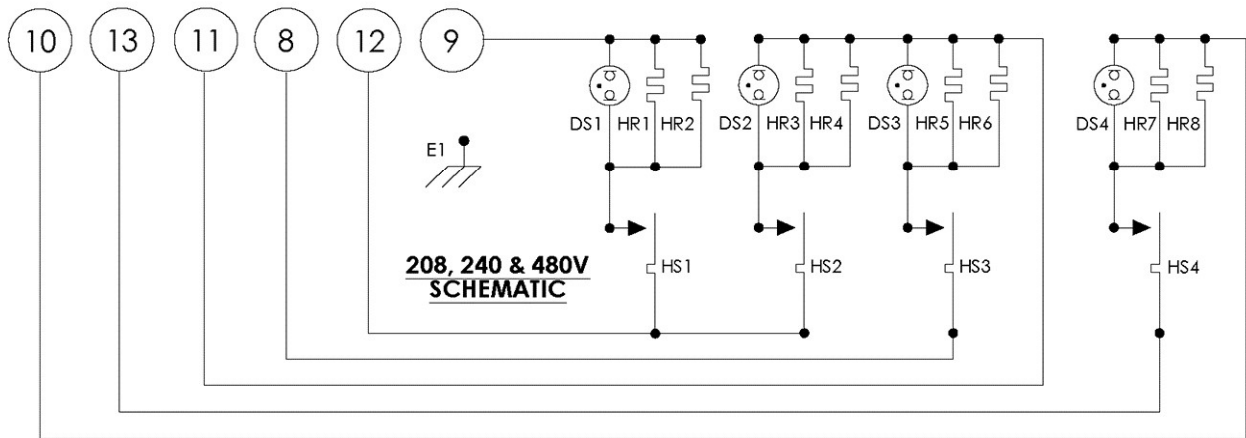 10 13 11 8 12 9
DS1 HR1 HR2 DS2 HR3 HR4 DS3 HR5 HR6 DS4 HR7 HR8
E1
208, 240 & 480V
SCHEMATIC
HS1 HS2 HS3 HS4